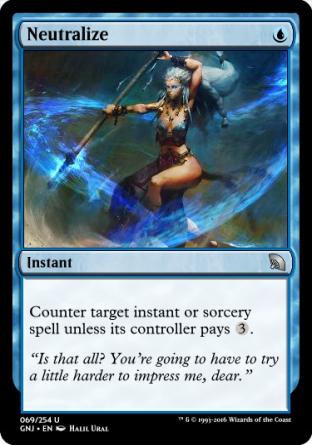 Neutralize
Instant
Counter target instant or sorcery
spell unless its controller pays 3.
“Is that all? You’re going to have to try
a little harder to impress me, dear.”
069/254 U
GNJ • EN Halil Ural
™ & © 1993-2016 Wizards of the Coast